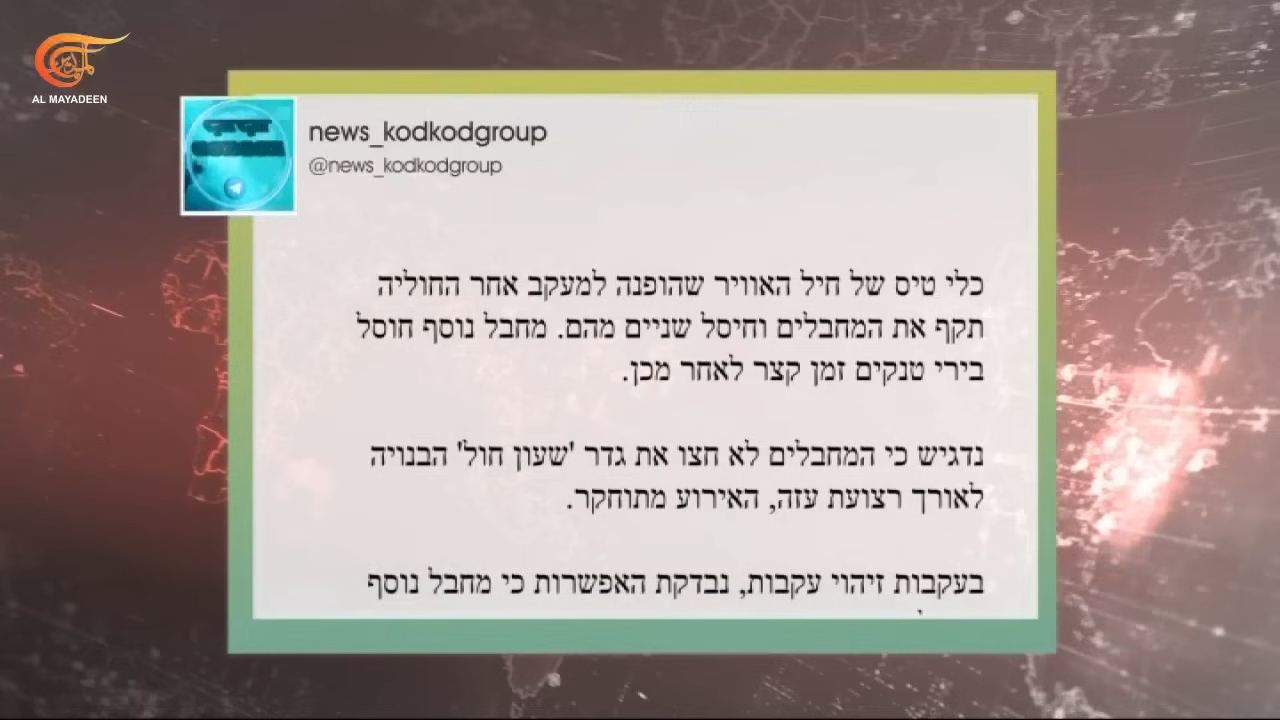 AL MAYADEEN
news_kodkodgroup
@news_kodkodgroup
כלי טיס של חיל האוויר שהופנה למעקב אחר החוליה
תקף את המחבלים וחיסל שניים מהם. מחבל נוסף חוסל
בירי טנקים זמן קצר לאחר מכן.
נדגיש כי המחבלים לא חצו את גדר 'שעון חול' הבנויה
לאורך רצועת עזה, האירוע מתוחקר.
בעקבות זיהוי עקבות, נבדקת האפשרות כי מחבל נוסף